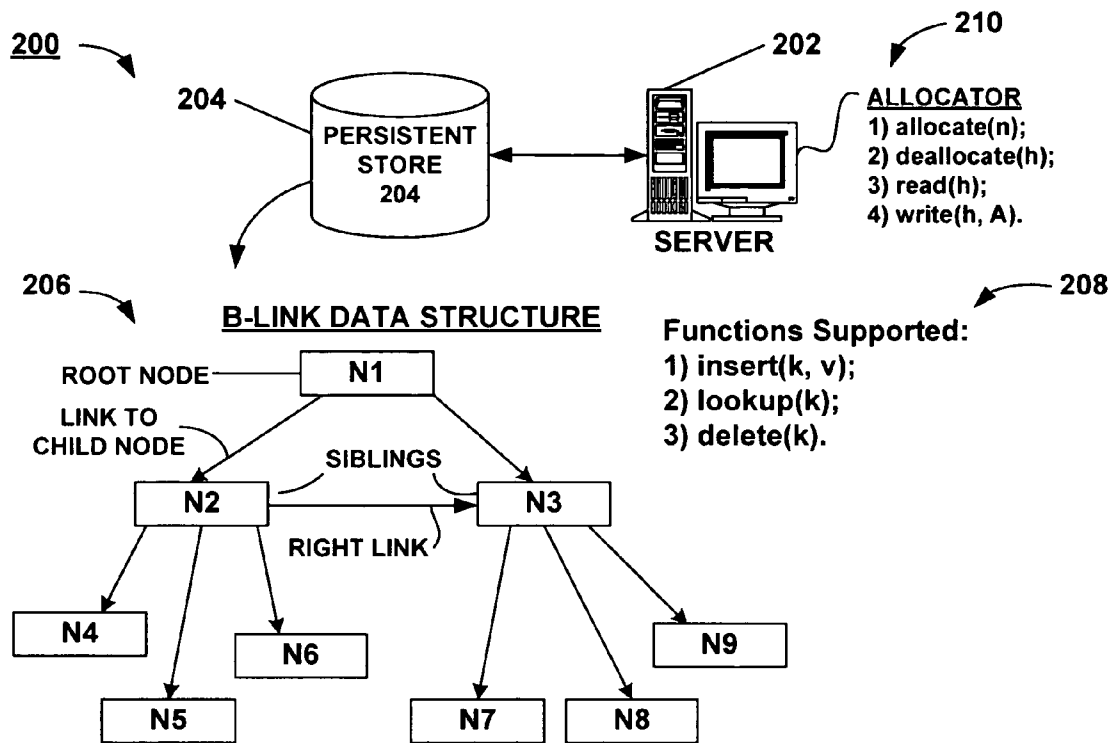 200
204
PERSISTENT
STORE
204
202
SERVER
210
ALLOCATOR
1) allocate(n);
2) deallocate(h);
3) read(h);
4) write(h, A).
206
B-LINK DATA STRUCTURE
208
Functions Supported:
1) insert(k, v);
2) lookup(k);
3) delete(k).
ROOT NODE
N1
LINK TO
CHILD NODE
SIBLINGS
N2
N3
RIGHT LINK
N4
N6
N9
N5
N7
N8